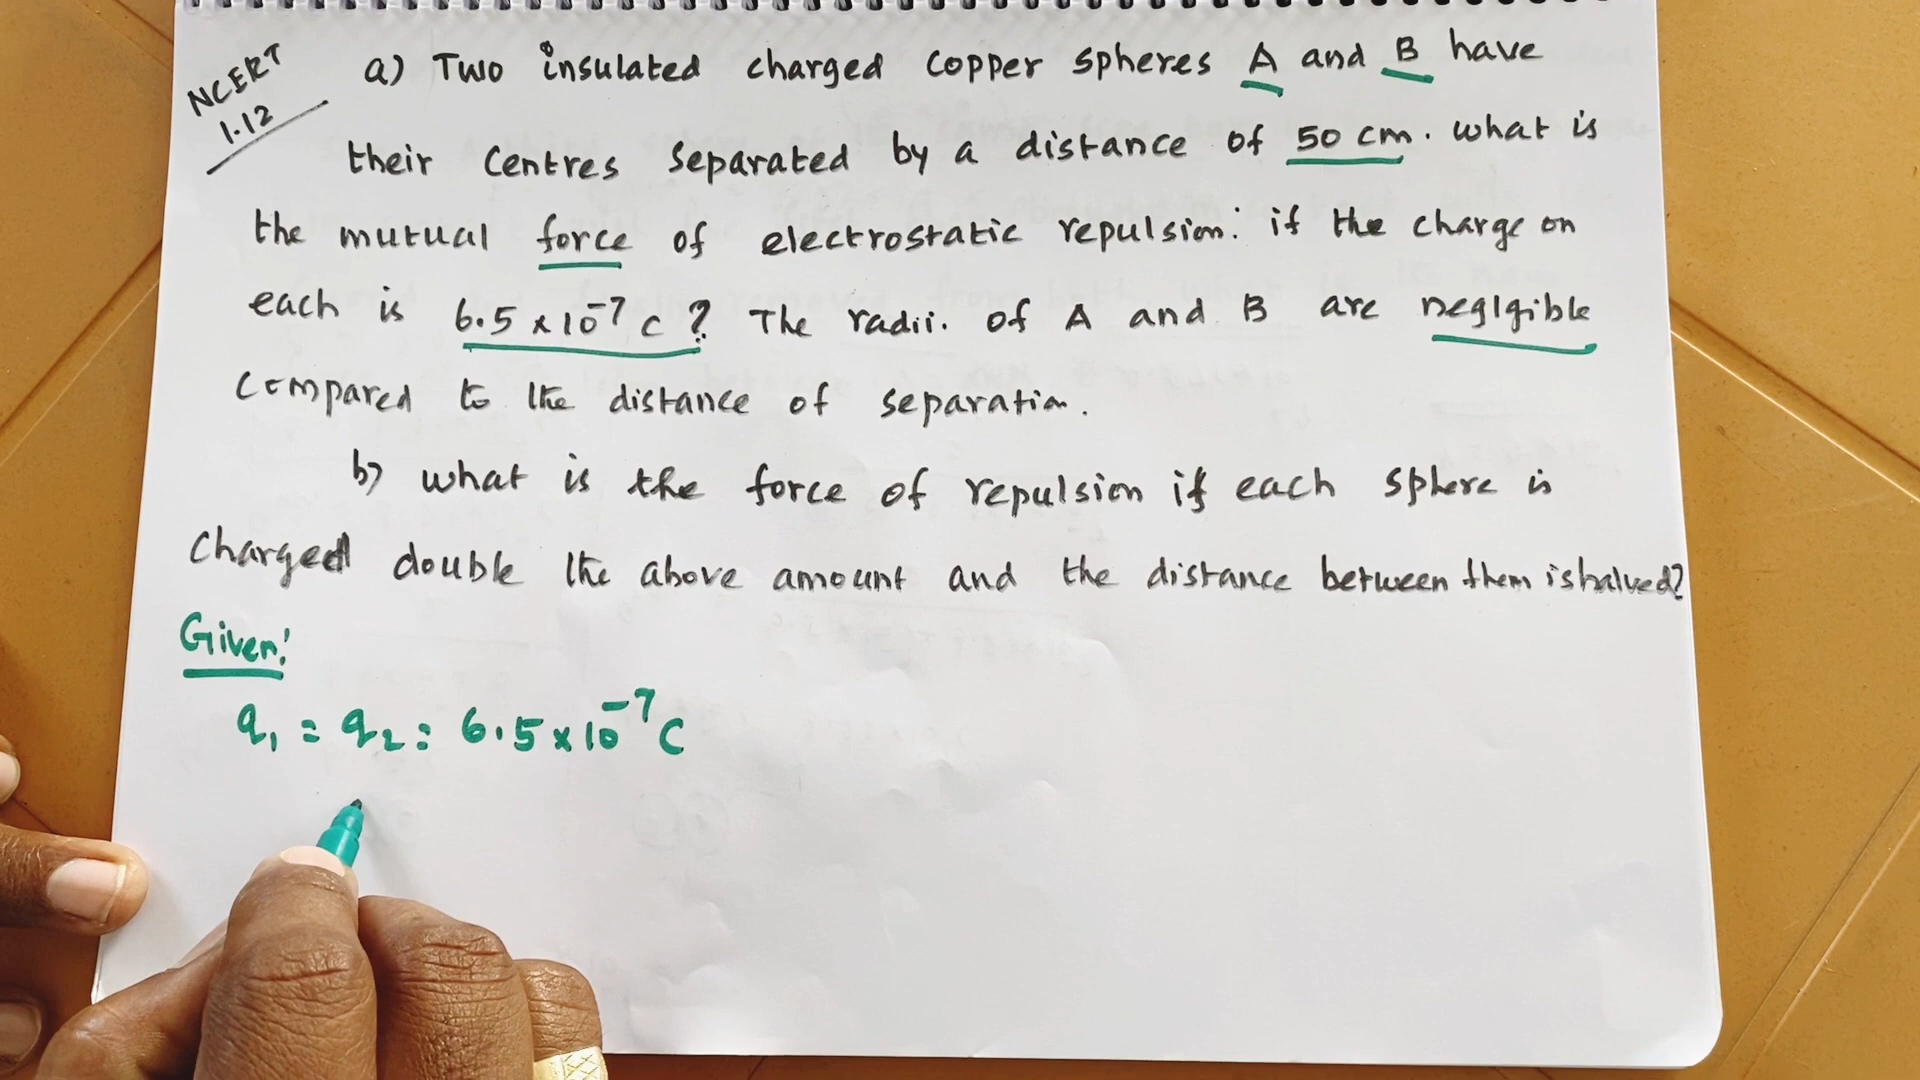 NCERT
1.12
a) Two insulated charged copper spheres A and B have
their centres separated by a distance of 50 cm. what is
the mutual force of electrostatic repulsion: if the charge on
each is 6.5 x 10⁻⁷ C ? The radii. of A and B are neglgible
compared to the distance of separation.
b) what is the force of repulsion if each sphere is
charged double the above amount and the distance between them is halved?
Given:
q₁ = q₂ = 6.5 x 10⁻⁷ C